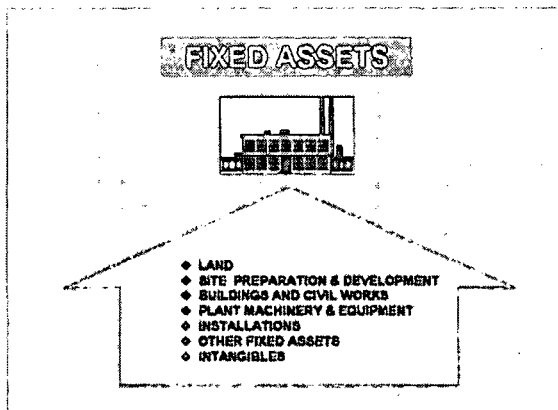 FIXED ASSETS
◆ LAND
◆ SITE PREPARATION & DEVELOPMENT
◆ BUILDINGS AND CIVIL WORKS
◆ PLANT MACHINERY & EQUIPMENT
◆ INSTALLATIONS
◆ OTHER FIXED ASSETS
◆ INTANGIBLES